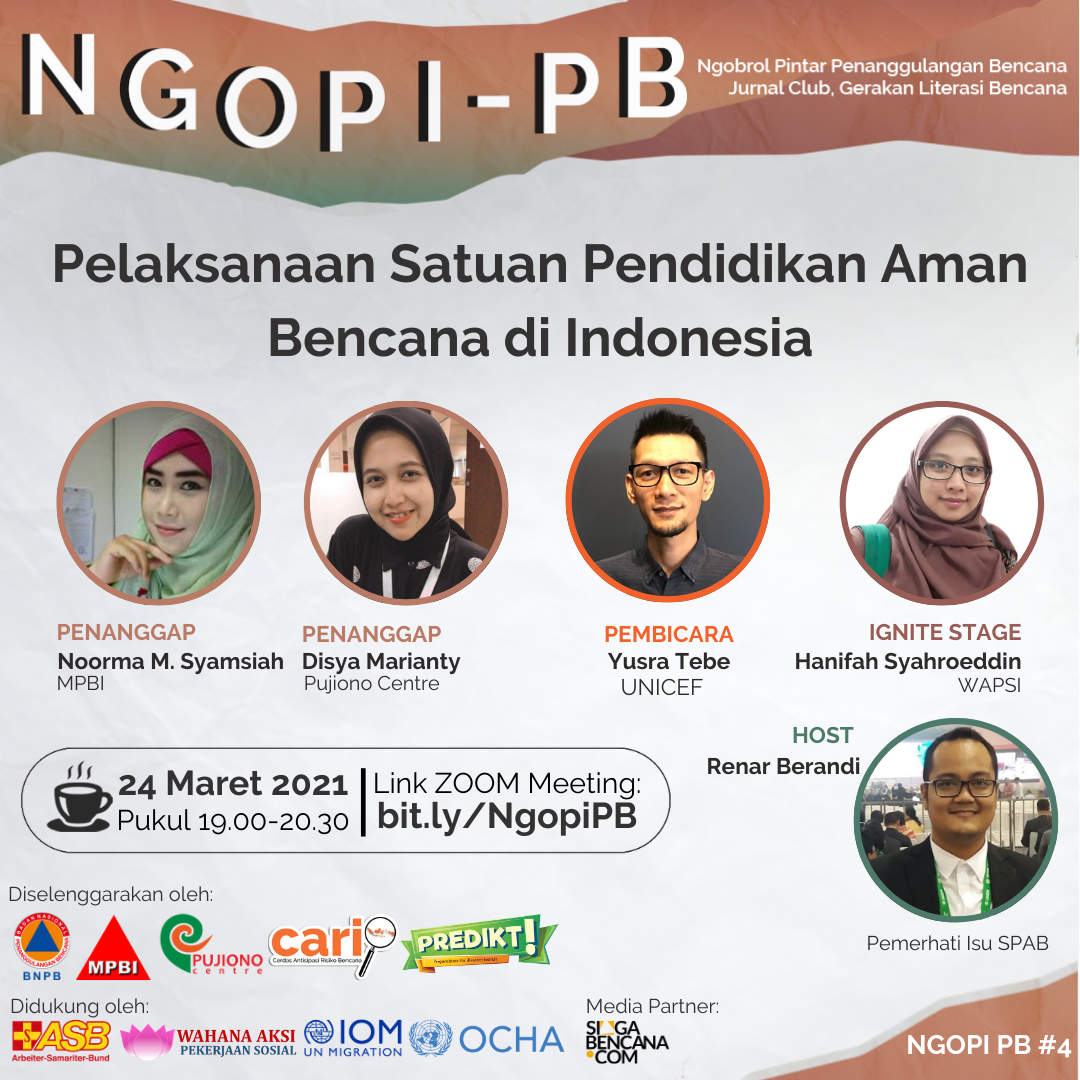 NGOPI-PB
Ngobrol Pintar Penanggulangan Bencana
Jurnal Club, Gerakan Literasi Bencana
Pelaksanaan Satuan Pendidikan Aman
Bencana di Indonesia
PENANGGAP
Noorma M. Syamsiah
MPBI
PENANGGAP
Disya Marianty
Pujiono Centre
PEMBICARA
Yusra Tebe
UNICEF
IGNITE STAGE
Hanifah Syahroeddin
WAPSI
HOST
Renar Berandi
Pemerhati Isu SPAB
24 Maret 2021
Pukul 19.00-20.30
Link ZOOM Meeting:
bit.ly/NgopiPB
Diselenggarakan oleh:
BADAN NASIONAL
PENANGGULANGAN BENCANA
BNPB
MPBI
PUJIONO
centre
cari
Cerdas Antisipasi Risiko Bencana
PREDIKT!
Didukung oleh:
ASB
Arbeiter-Samariter-Bund
WAHANA AKSI
PEKERJAAN SOSIAL
IOM
UN MIGRATION
OCHA
Media Partner:
SIAGA
BENCANA
.COM
NGOPI PB #4